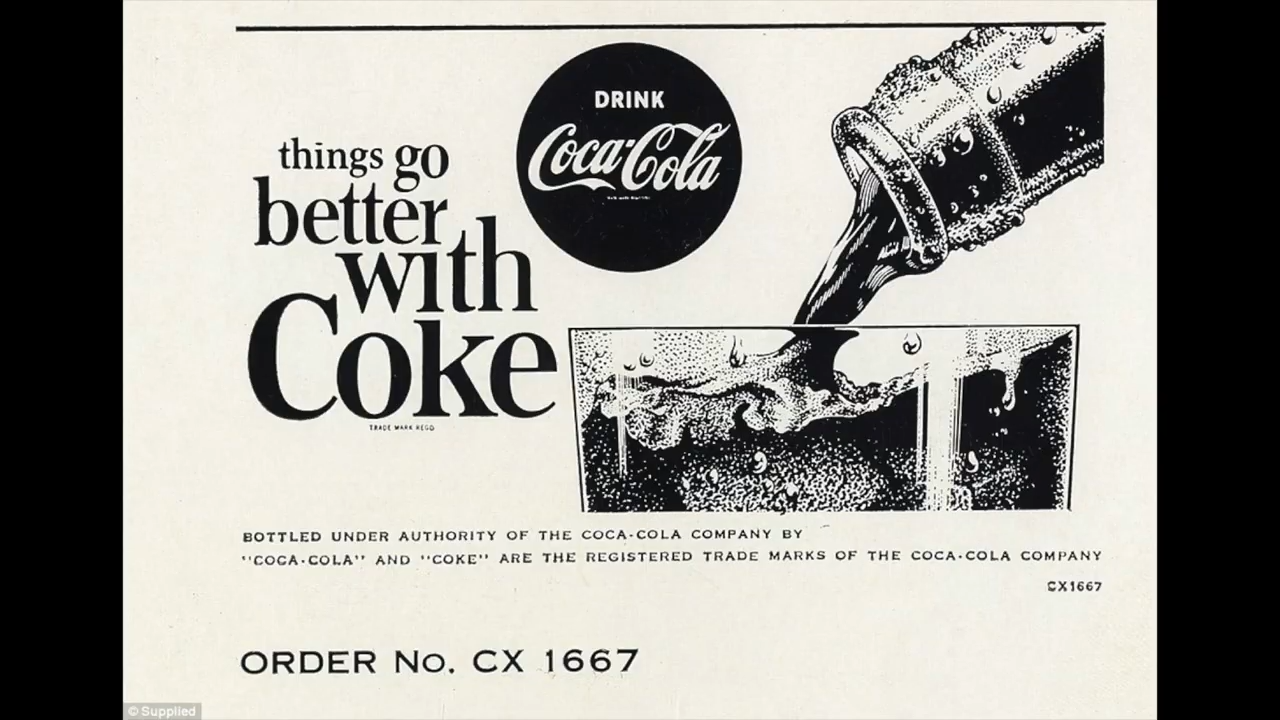 things go
better
with
Coke
TRADE MARK REGD
DRINK
Coca-Cola
BOTTLED UNDER AUTHORITY OF THE COCA-COLA COMPANY BY
"COCA-COLA" AND "COKE" ARE THE REGISTERED TRADE MARKS OF THE COCA-COLA COMPANY
CX1667
ORDER No. CX 1667
© Supplied